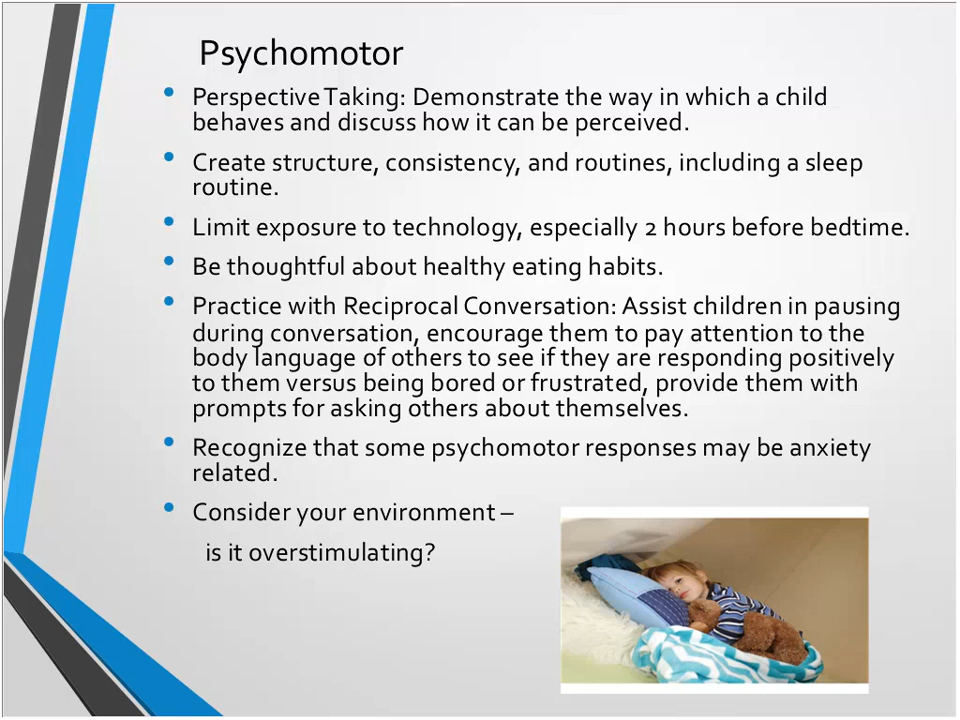 Psychomotor
• Perspective Taking: Demonstrate the way in which a child
behaves and discuss how it can be perceived.
• Create structure, consistency, and routines, including a sleep
routine.
• Limit exposure to technology, especially 2 hours before bedtime.
• Be thoughtful about healthy eating habits.
• Practice with Reciprocal Conversation: Assist children in pausing
during conversation, encourage them to pay attention to the
body language of others to see if they are responding positively
to them versus being bored or frustrated, provide them with
prompts for asking others about themselves.
• Recognize that some psychomotor responses may be anxiety
related.
• Consider your environment –
is it overstimulating?